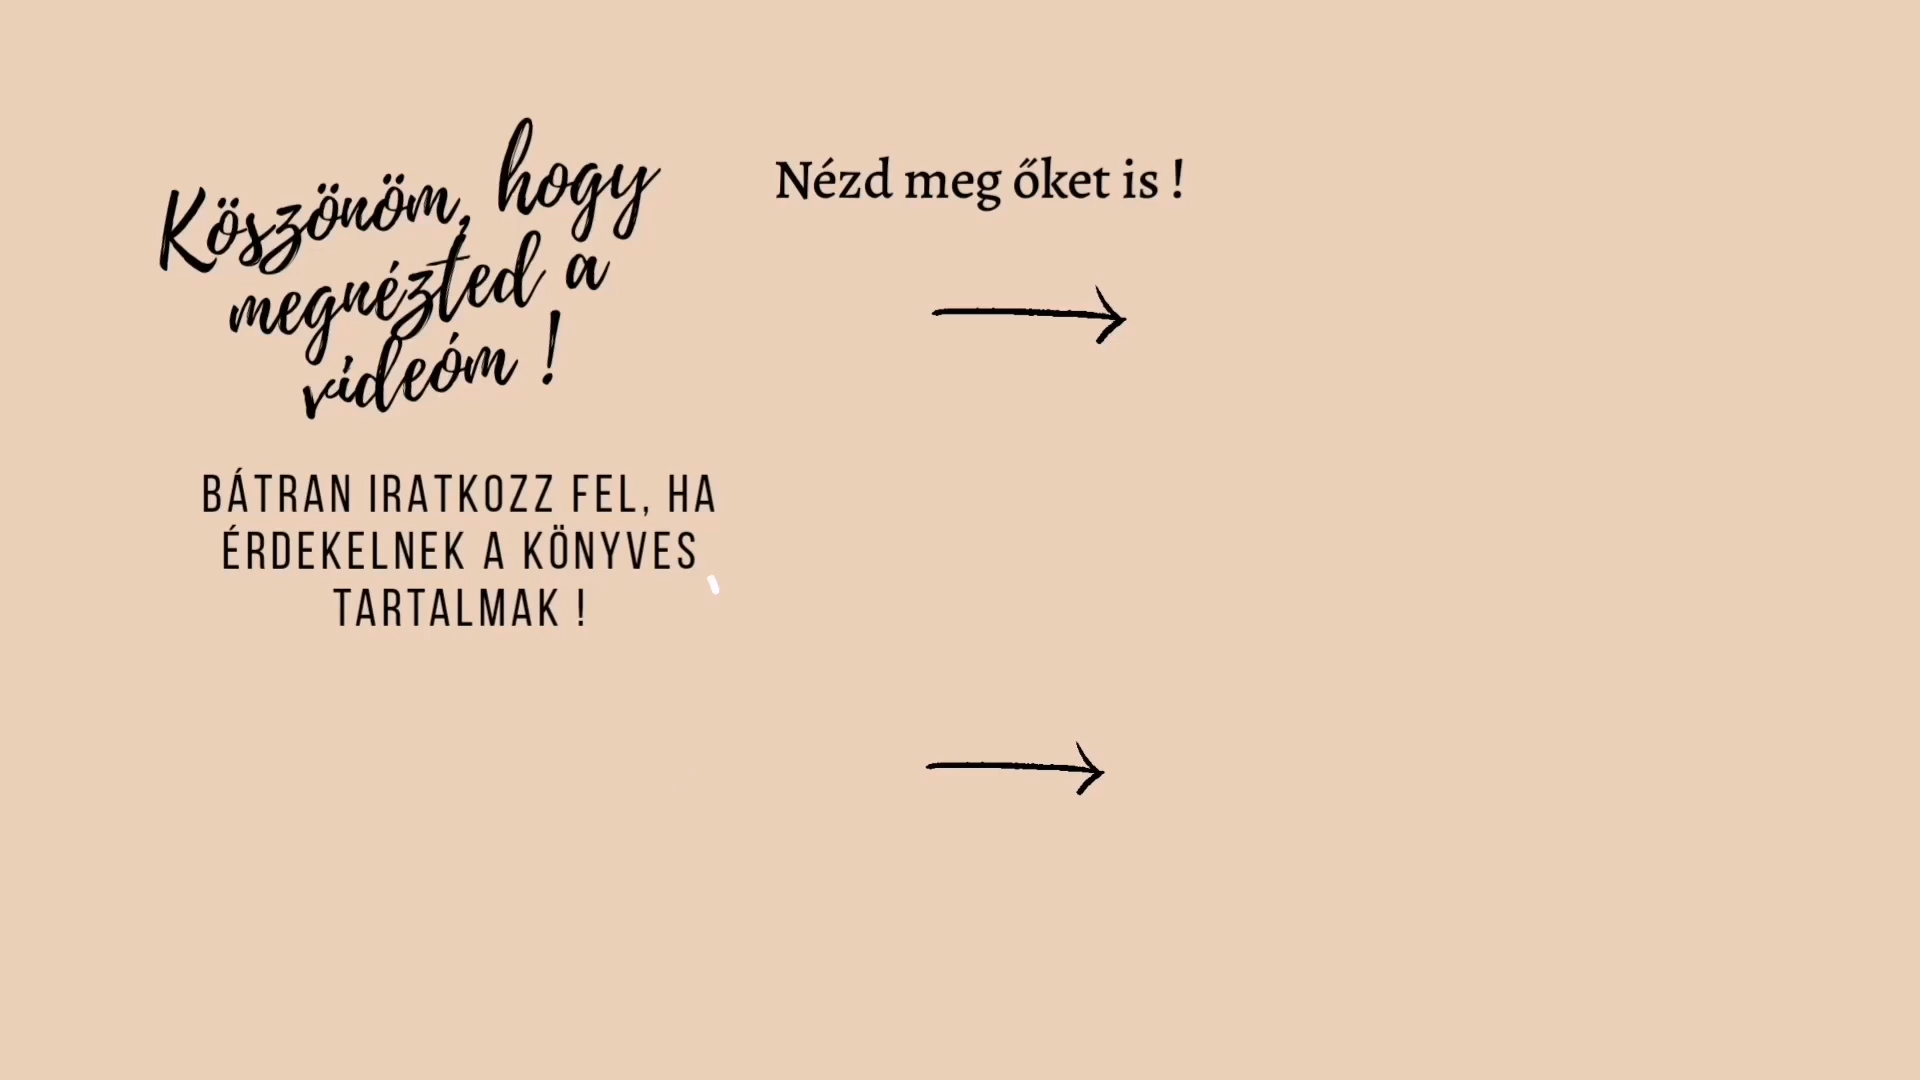 Köszönöm, hogy
megnézted a
videóm !
BÁTRAN IRATKOZZ FEL, HA
ÉRDEKELNEK A KÖNYVES
TARTALMAK !
Nézd meg őket is !